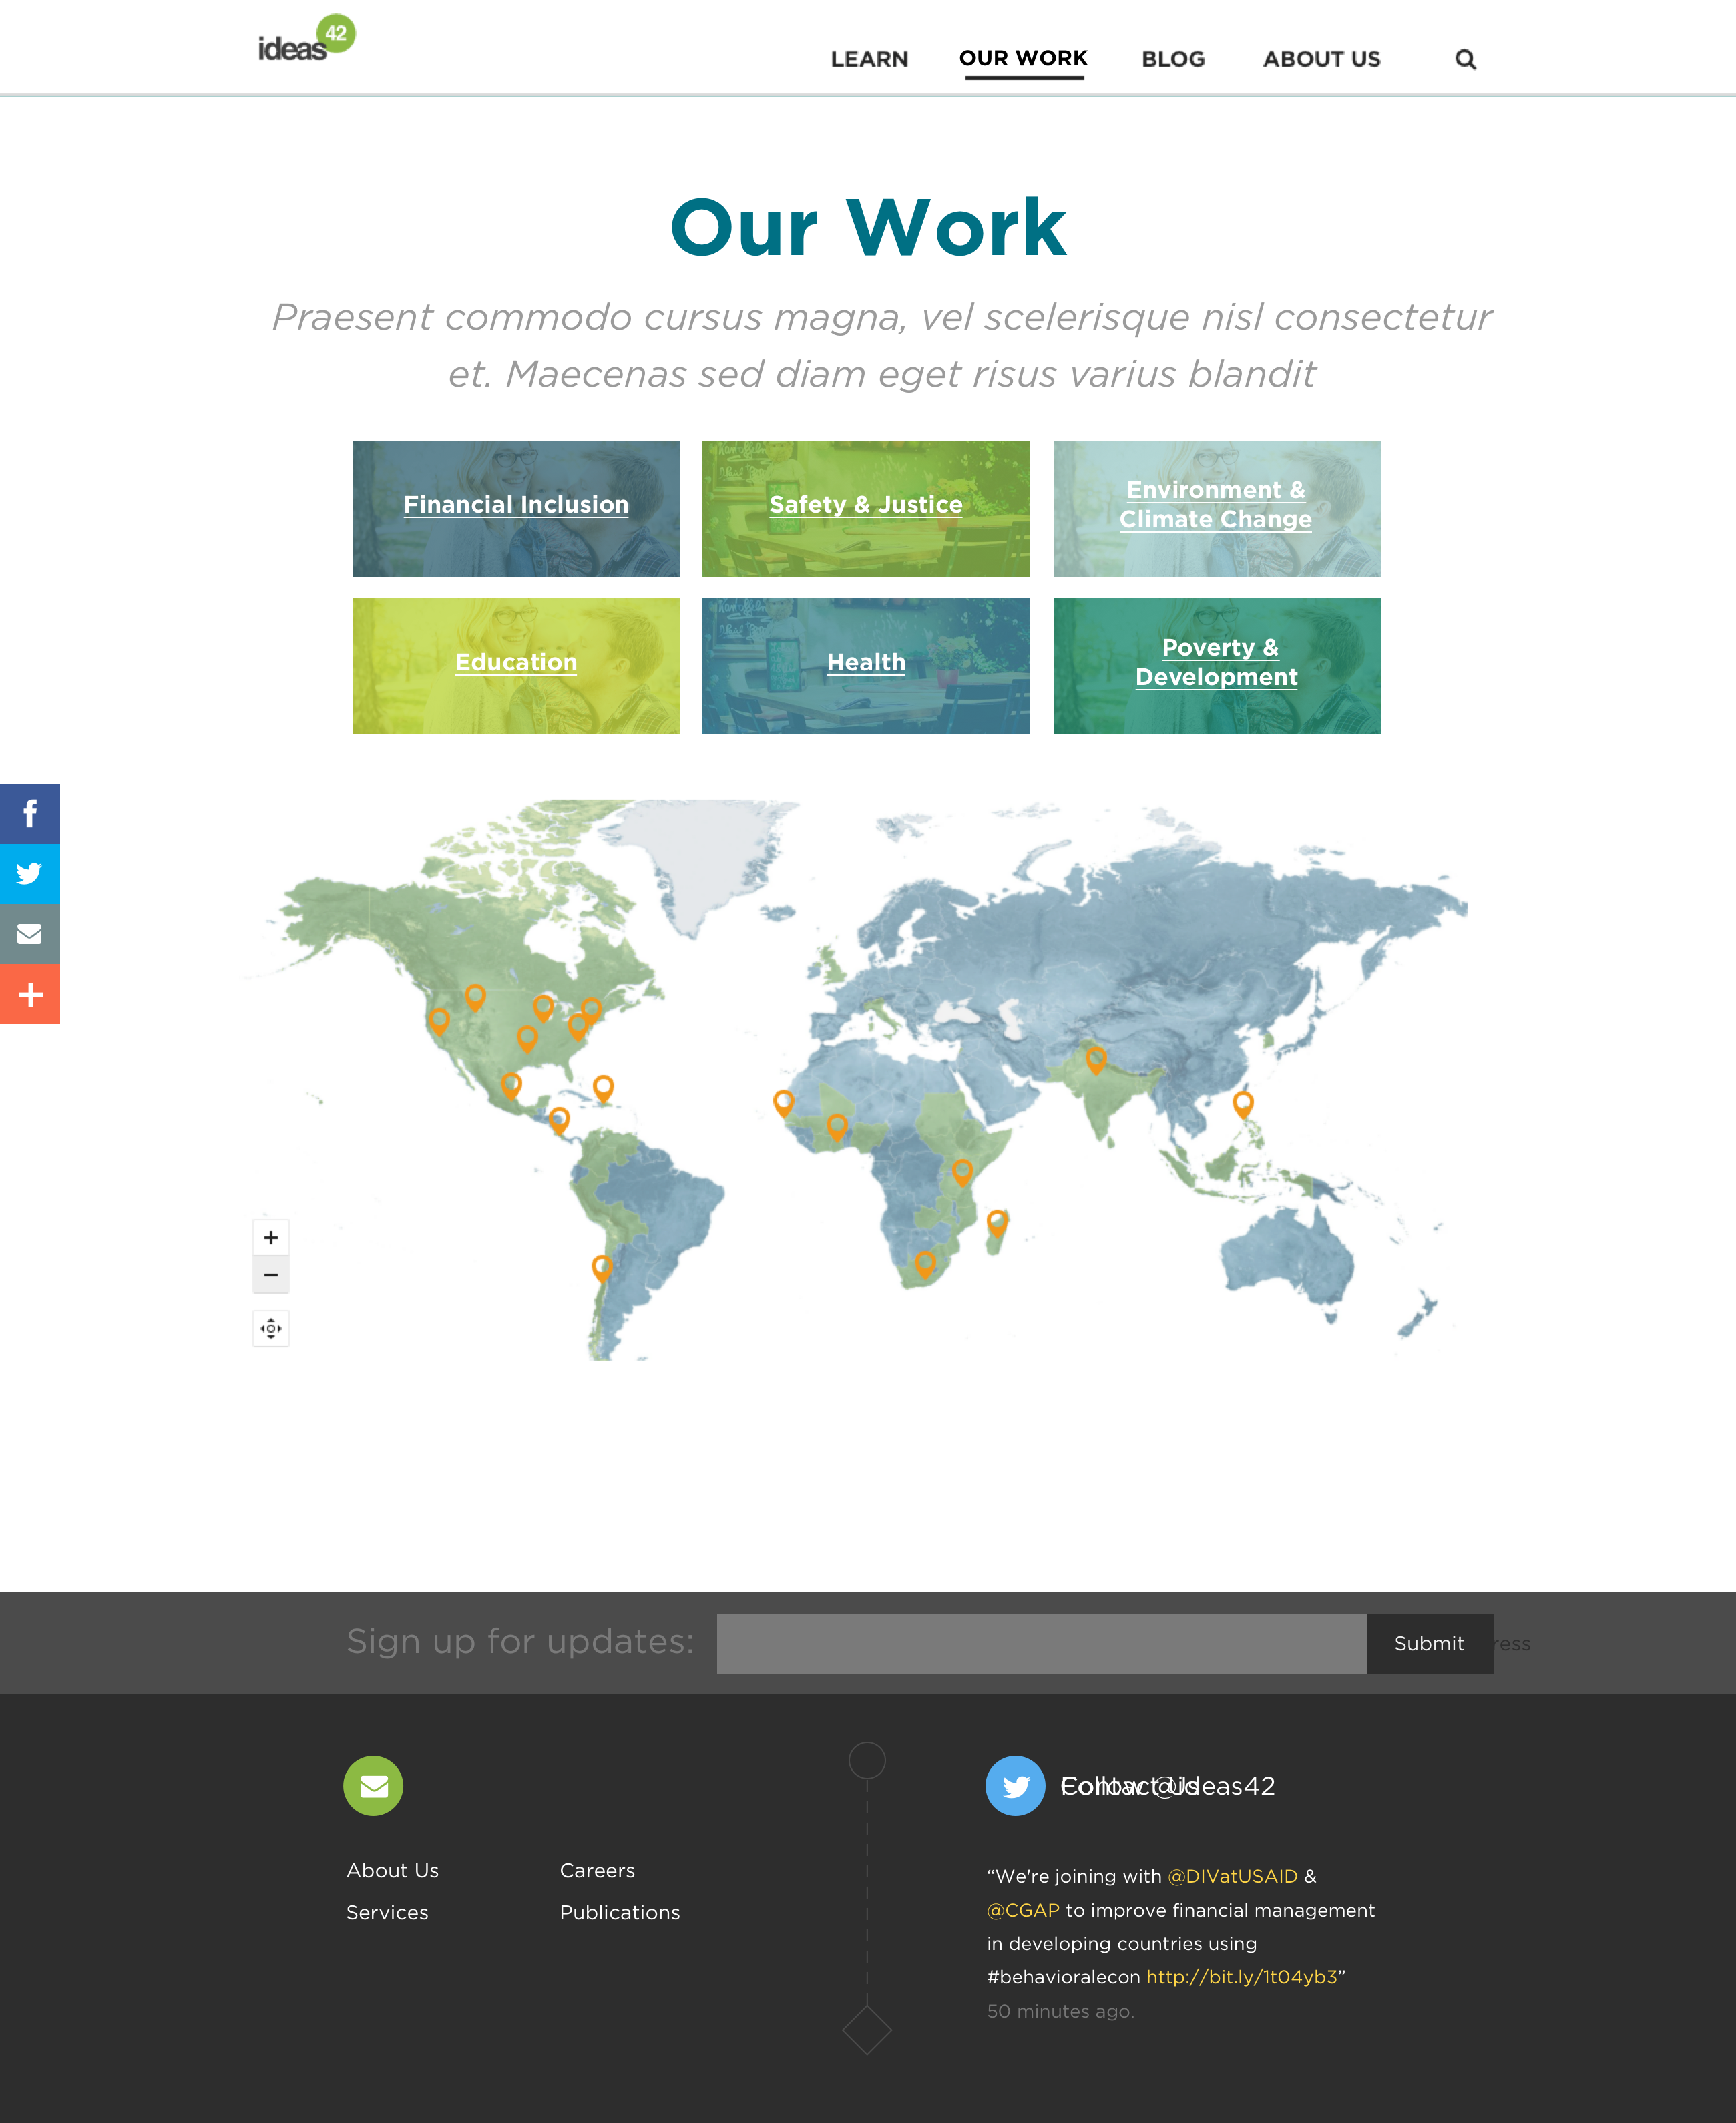 ideas 42
LEARN OUR WORK BLOG ABOUT US
Our Work
Praesent commodo cursus magna, vel scelerisque nisl consectetur
et. Maecenas sed diam eget risus varius blandit
Financial Inclusion
Safety & Justice
Environment &
Climate Change
Education
Health
Poverty &
Development
Sign up for updates:
Submit
ress
Contact Us
Follow @ideas42
About Us
Careers
Services
Publications
“We're joining with @DIVatUSAID &
@CGAP to improve financial management
in developing countries using
#behavioralecon http://bit.ly/1t04yb3”
50 minutes ago.